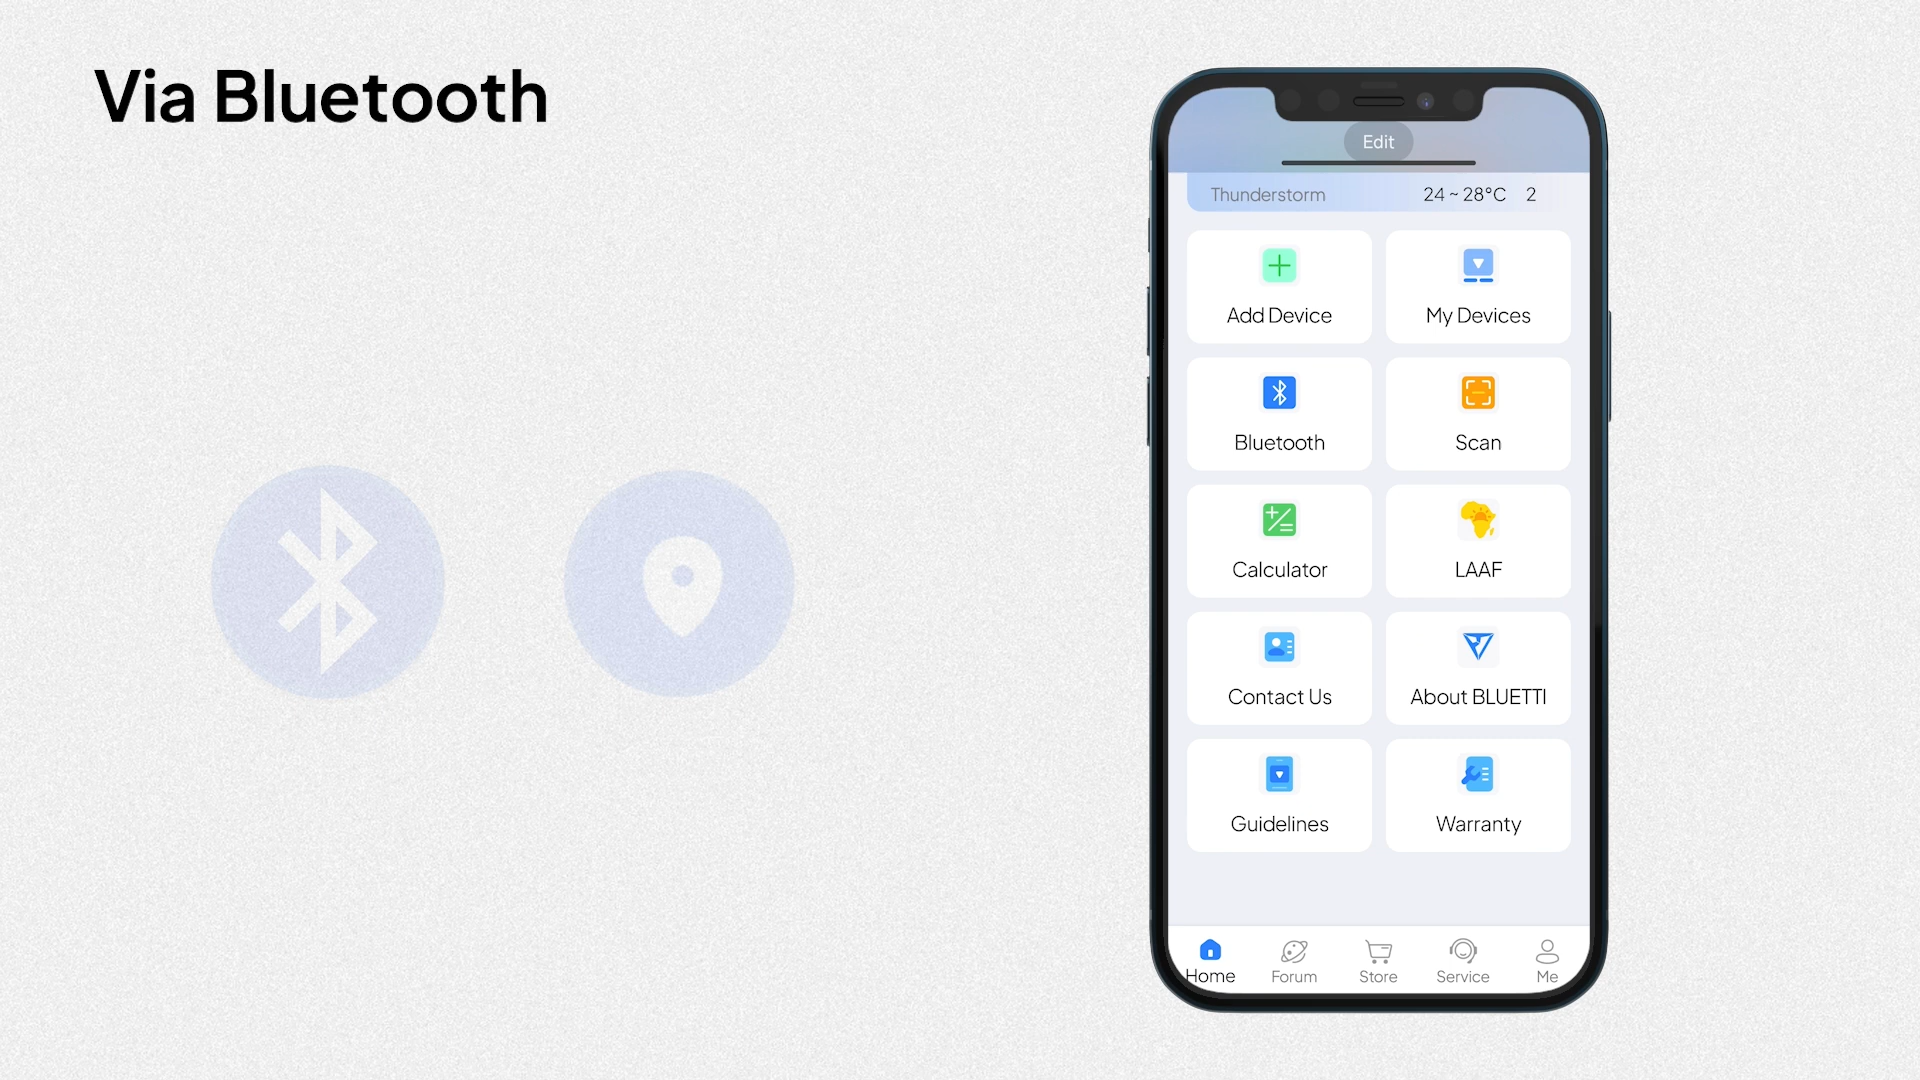 Via Bluetooth
Edit
Thunderstorm 24 ~ 28°C 2
Add Device My Devices
Bluetooth Scan
Calculator LAAF
Contact Us About BLUETTI
Guidelines Warranty
Home Forum Store Service Me